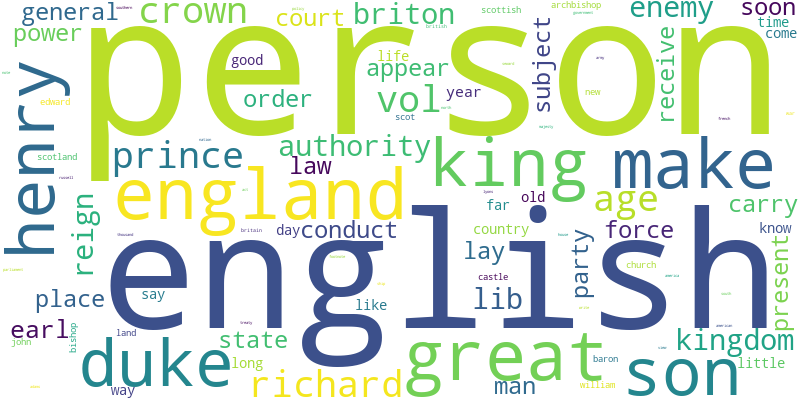 general
crown
court
briton
enemy
soon
power
time
come
person
good
life
appear
subject
receive
order
vol
year
new
henry
edward
scot
scottish
archbishop
prince
authority
king
make
scotland
law
england
far
old
age
carry
reign
day
conduct
country
force
know
lay
party
church
present
english
place
say
like
castle
lib
earl
state
kingdom
john
bishop
land
duke
great
baron
son
little
long
way
richard
man
william